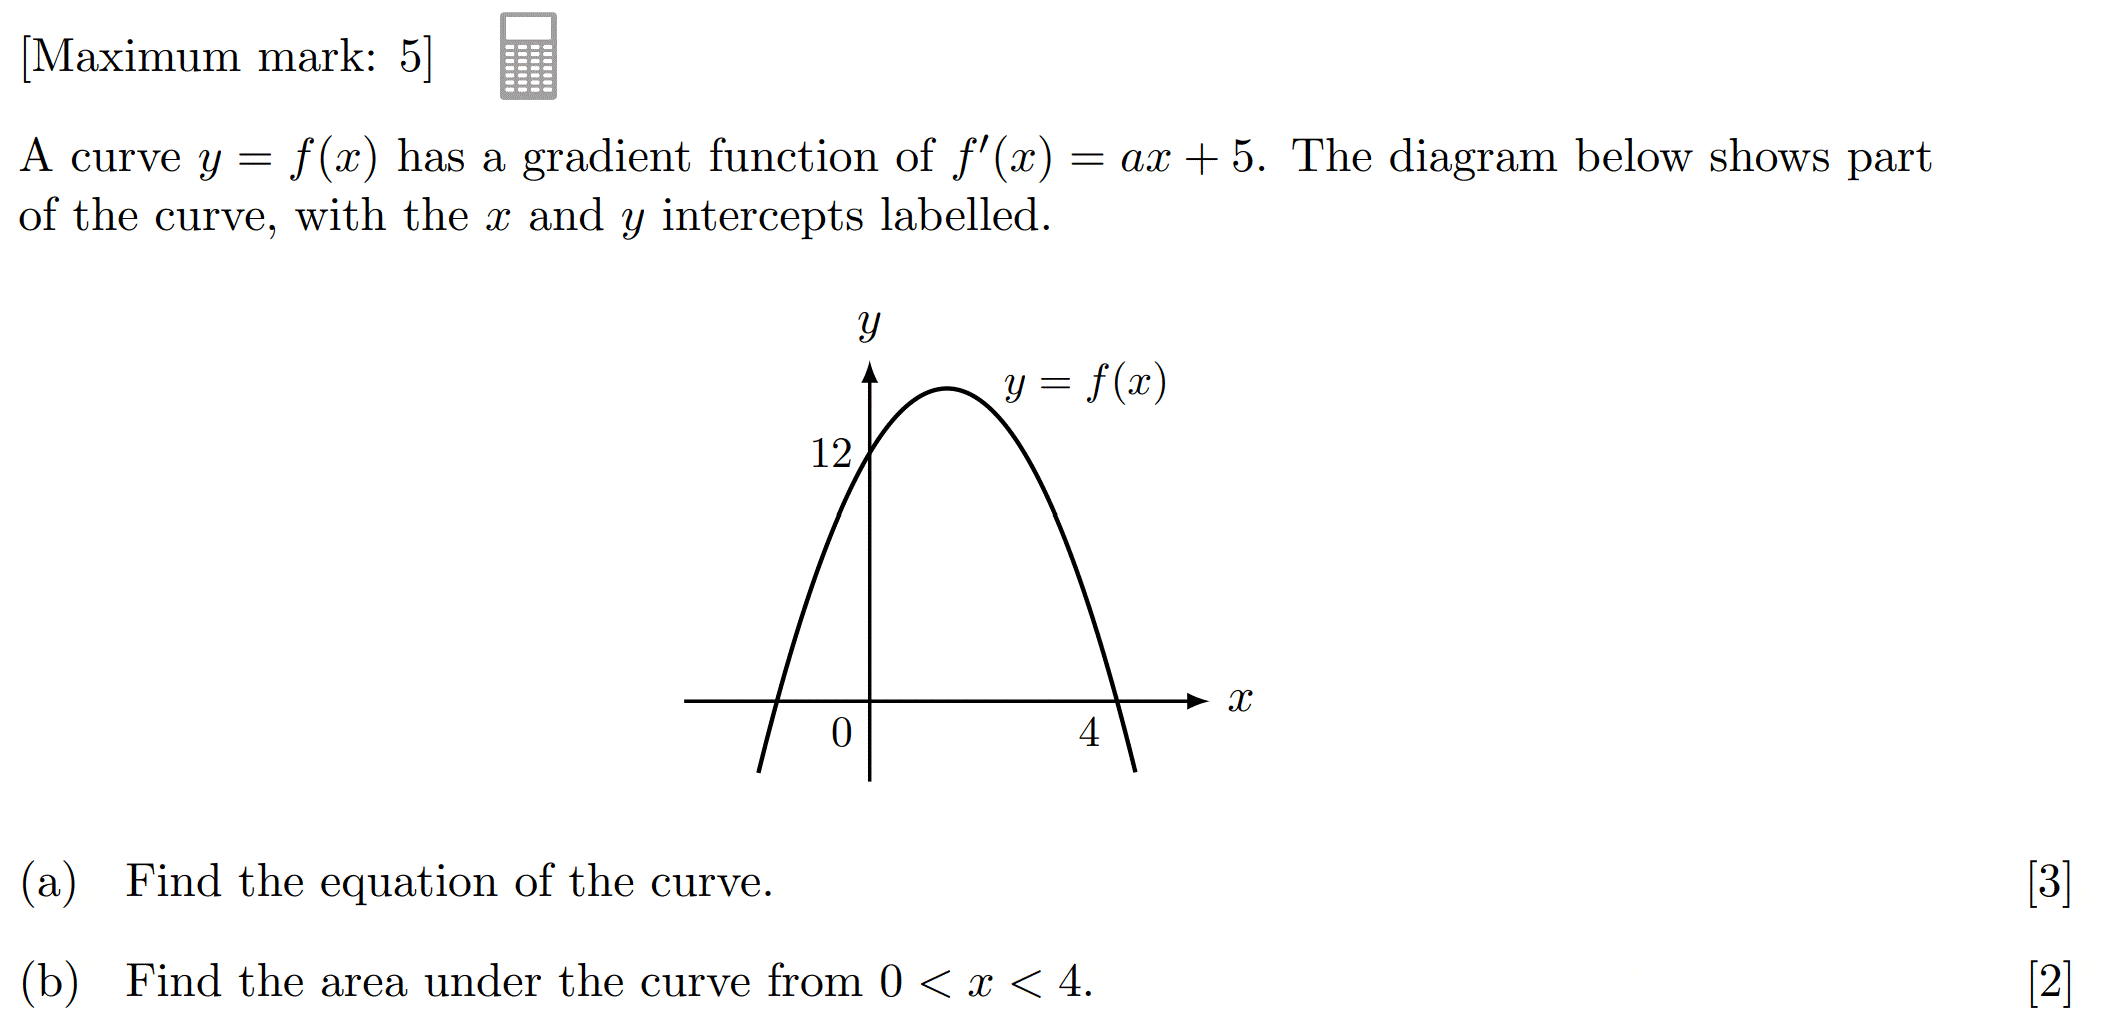 [Maximum mark: 5]
A curve y = f(x) has a gradient function of f′(x) = ax + 5. The diagram below shows part
of the curve, with the x and y intercepts labelled.
y
y = f(x)
12
x
0
4
(a) Find the equation of the curve. [3]
(b) Find the area under the curve from 0 < x < 4. [2]